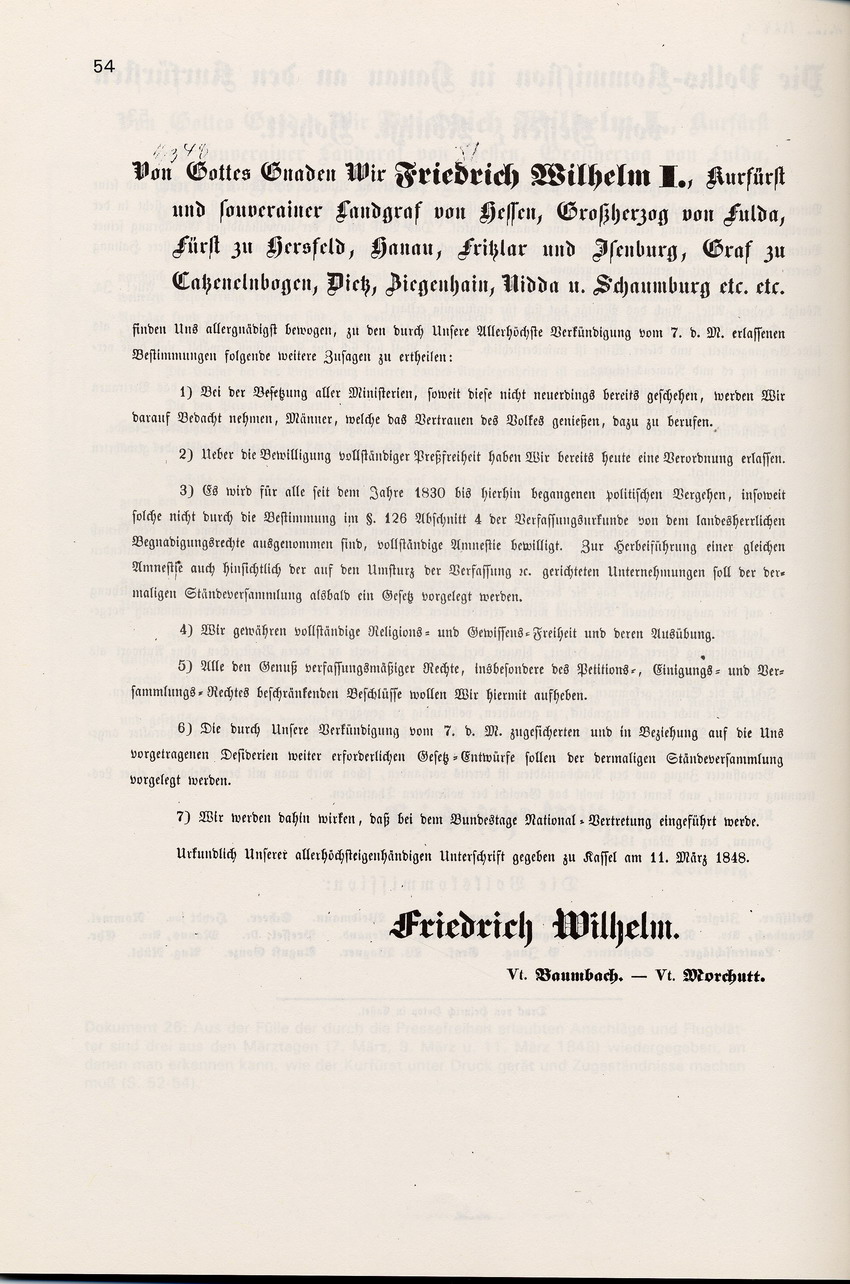 54
Von Gottes Gnaden Wir Friedrich Wilhelm I., Kurfürst
und souverainer Landgraf von Hessen, Großherzog von Fulda,
Fürst zu Hersfeld, Hanau, Fritzlar und Isenburg, Graf zu
Catzenelnbogen, Dietz, Ziegenhain, Nidda u. Schaumburg etc. etc.
finden Uns allergnädigst bewogen, zu den durch Unsere Allerhöchste Verkündigung vom 7. d. M. erlassenen
Bestimmungen folgende weitere Zusagen zu ertheilen:
1) Bei der Besetzung aller Ministerien, soweit diese nicht neuerdings bereits geschehen, werden Wir
darauf Bedacht nehmen, Männer, welche das Vertrauen des Volkes genießen, dazu zu berufen.
2) Ueber die Bewilligung vollständiger Preßfreiheit haben Wir bereits heute eine Verordnung erlassen.
3) Es wird für alle seit dem Jahre 1830 bis hierhin begangenen politischen Vergehen, insoweit
solche nicht durch die Bestimmung im §. 126 Abschnitt 4 der Verfassungsurkunde von dem landesherrlichen
Begnadigungsrechte ausgenommen sind, vollständige Amnestie bewilligt. Zur Herbeiführung einer gleichen
Amnestie auch hinsichtlich der auf den Umsturz der Verfassung ꝛc. gerichteten Unternehmungen soll der der-
maligen Ständeversammlung alsbald ein Gesetz vorgelegt werden.
4) Wir gewähren vollständige Religions- und Gewissens-Freiheit und deren Ausübung.
5) Alle den Genuß verfassungsmäßiger Rechte, insbesondere des Petitions-, Einigungs- und Ver-
sammlungs-Rechtes beschränkenden Beschlüsse wollen Wir hiermit aufheben.
6) Die durch Unsere Verkündigung vom 7. d. M. zugesicherten und in Beziehung auf die Uns
vorgetragenen Desiderien weiter erforderlichen Gesetz-Entwürfe sollen der dermaligen Ständeversammlung
vorgelegt werden.
7) Wir werden dahin wirken, daß bei dem Bundestage National-Vertretung eingeführt werde.
Urkundlich Unserer allerhöchsteigenhändigen Unterschrift gegeben zu Kassel am 11. März 1848.
Friedrich Wilhelm.
Vt. Baumbach. — Vt. Morchutt.